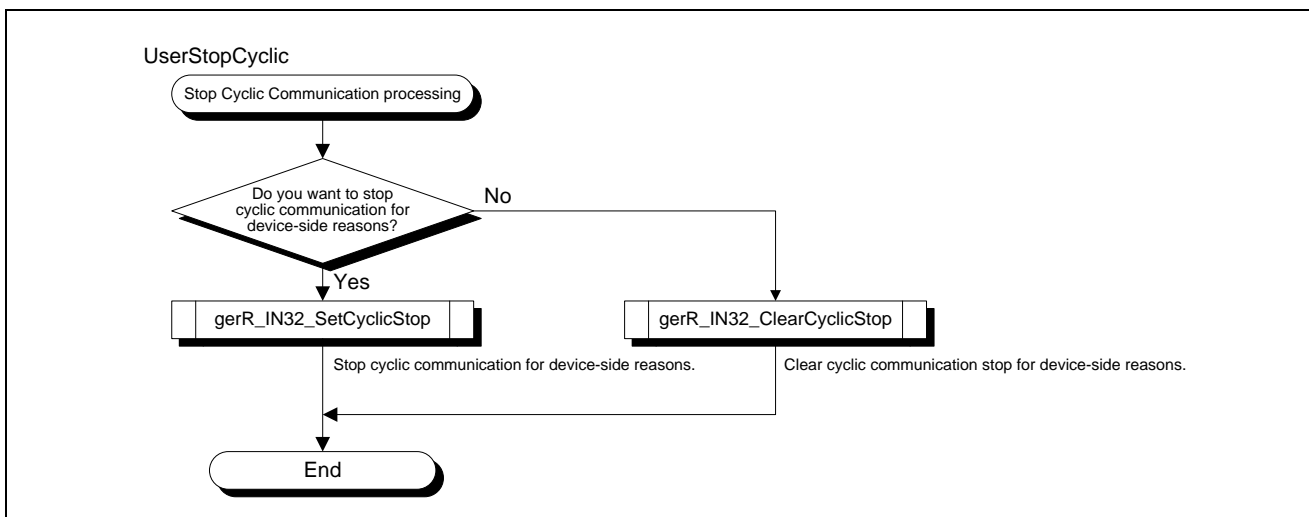 UserStopCyclic
Stop Cyclic Communication processing
Do you want to stop
cyclic communication for
device-side reasons?
No
Yes
gerR_IN32_SetCyclicStop
gerR_IN32_ClearCyclicStop
Stop cyclic communication for device-side reasons.
Clear cyclic communication stop for device-side reasons.
End